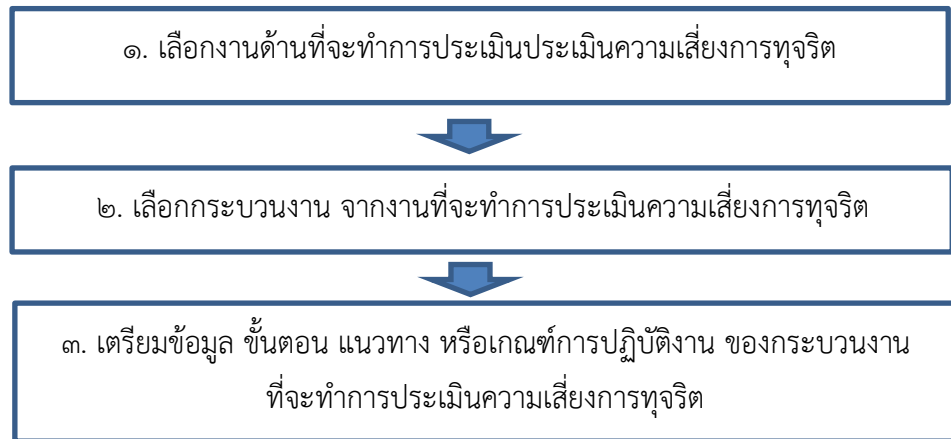 ๑. เลือกงานด้านที่จะทำการประเมินประเมินความเสี่ยงการทุจริต
๒. เลือกกระบวนงาน จากงานที่จะทำการประเมินความเสี่ยงการทุจริต
๓. เตรียมข้อมูล ขั้นตอน แนวทาง หรือเกณฑ์การปฏิบัติงาน ของกระบวนงาน
ที่จะทำการประเมินความเสี่ยงการทุจริต